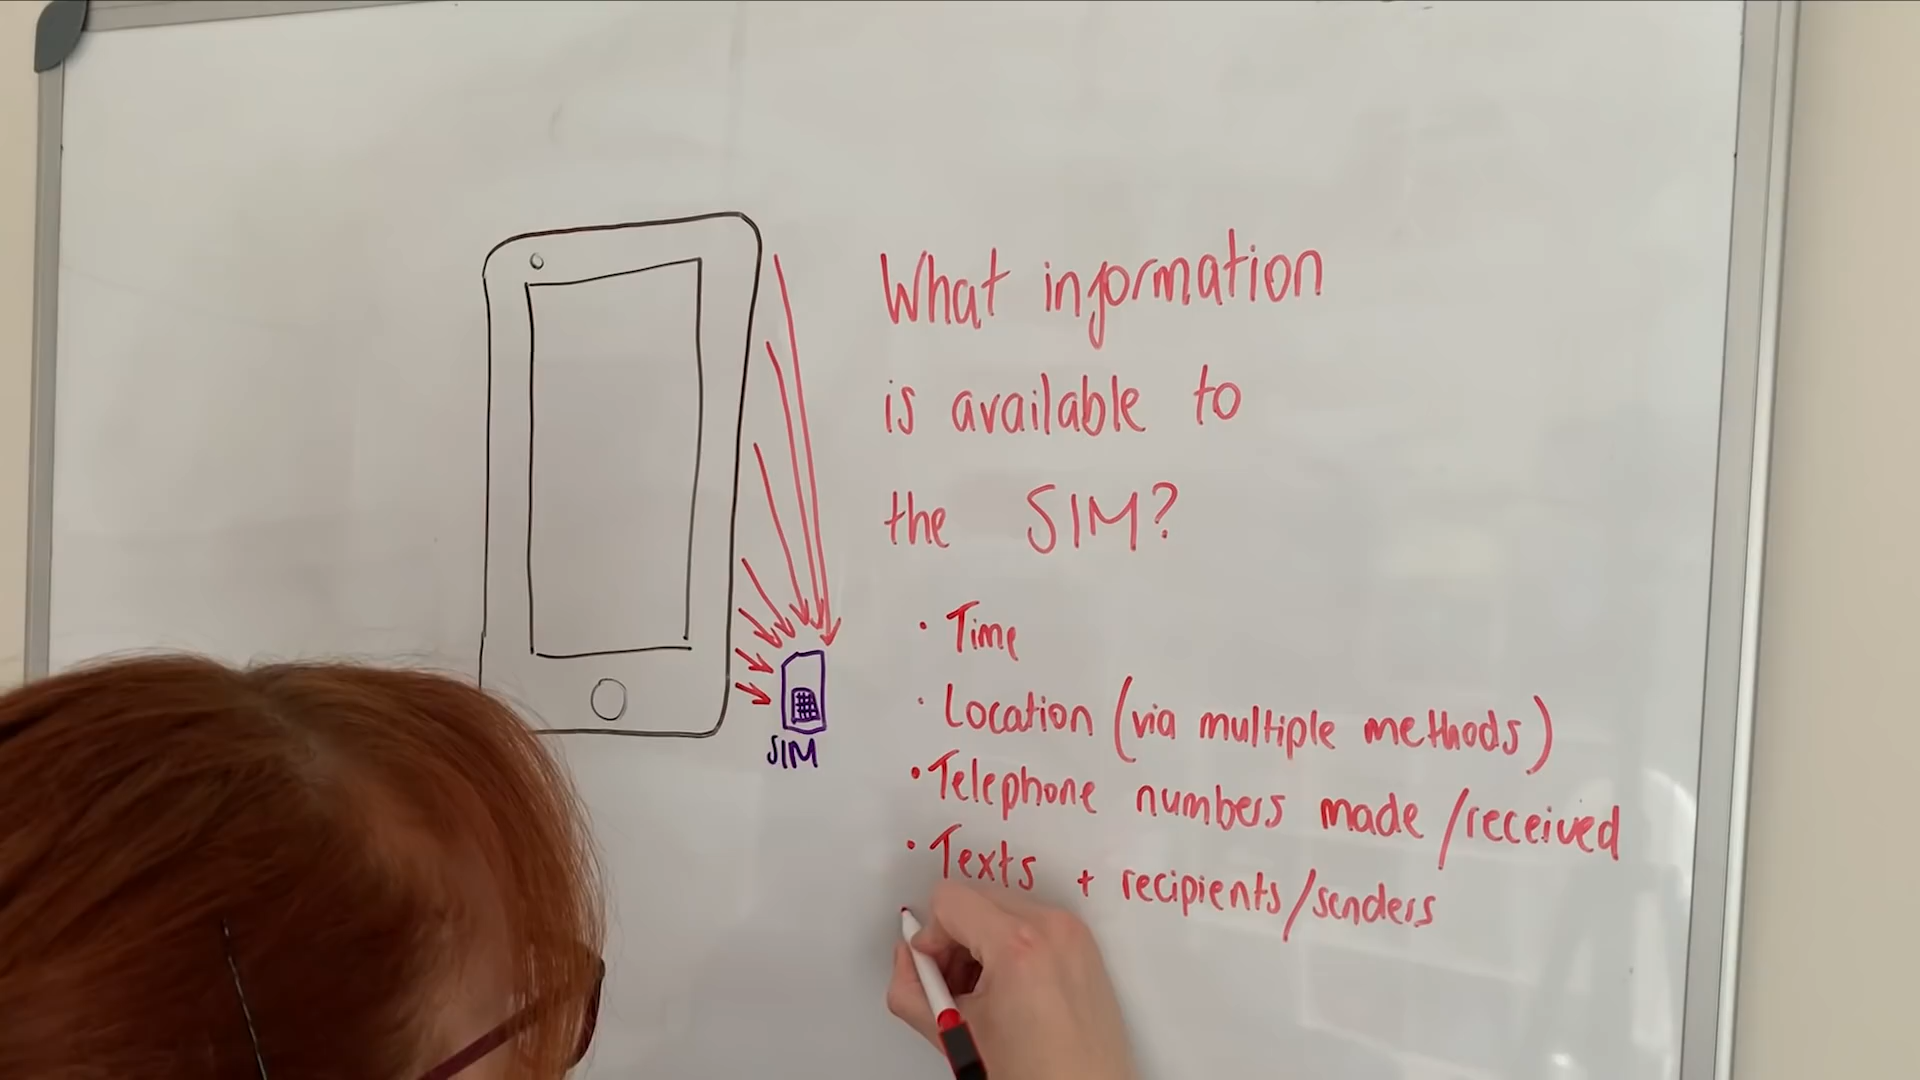 What information
is available to
the SIM?
• Time
• Location (via multiple methods)
• Telephone numbers made/received
• Texts + recipients/senders
SIM